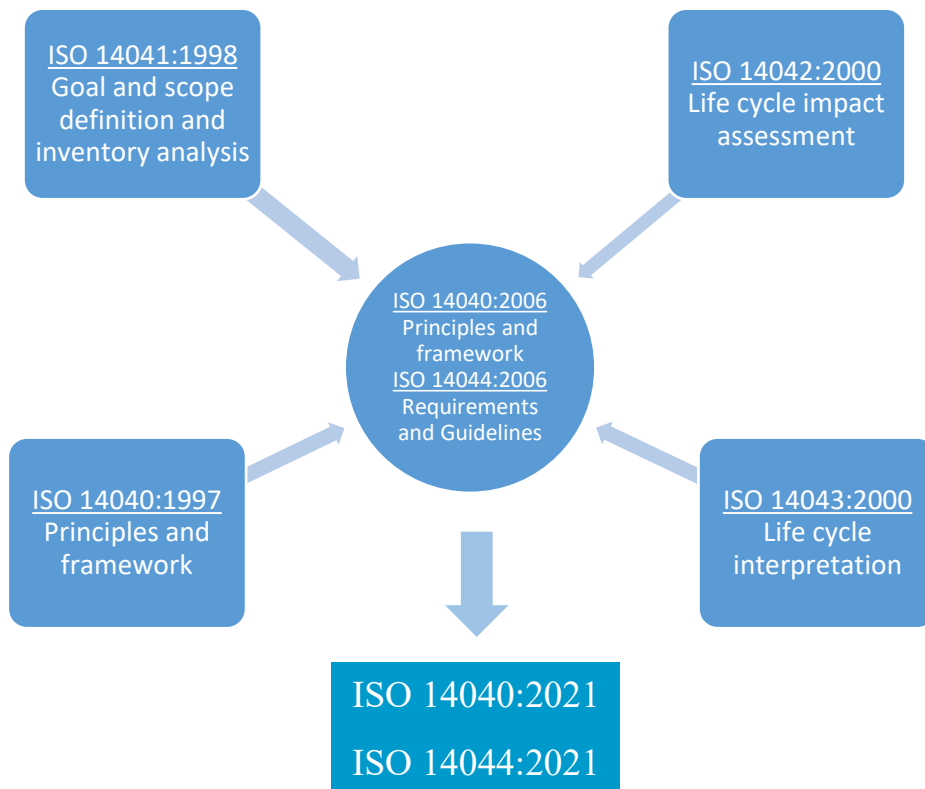 ISO 14041:1998
Goal and scope
definition and
inventory analysis
ISO 14042:2000
Life cycle impact
assessment
ISO 14040:2006
Principles and
framework
ISO 14044:2006
Requirements
and Guidelines
ISO 14040:1997
Principles and
framework
ISO 14043:2000
Life cycle
interpretation
ISO 14040:2021
ISO 14044:2021